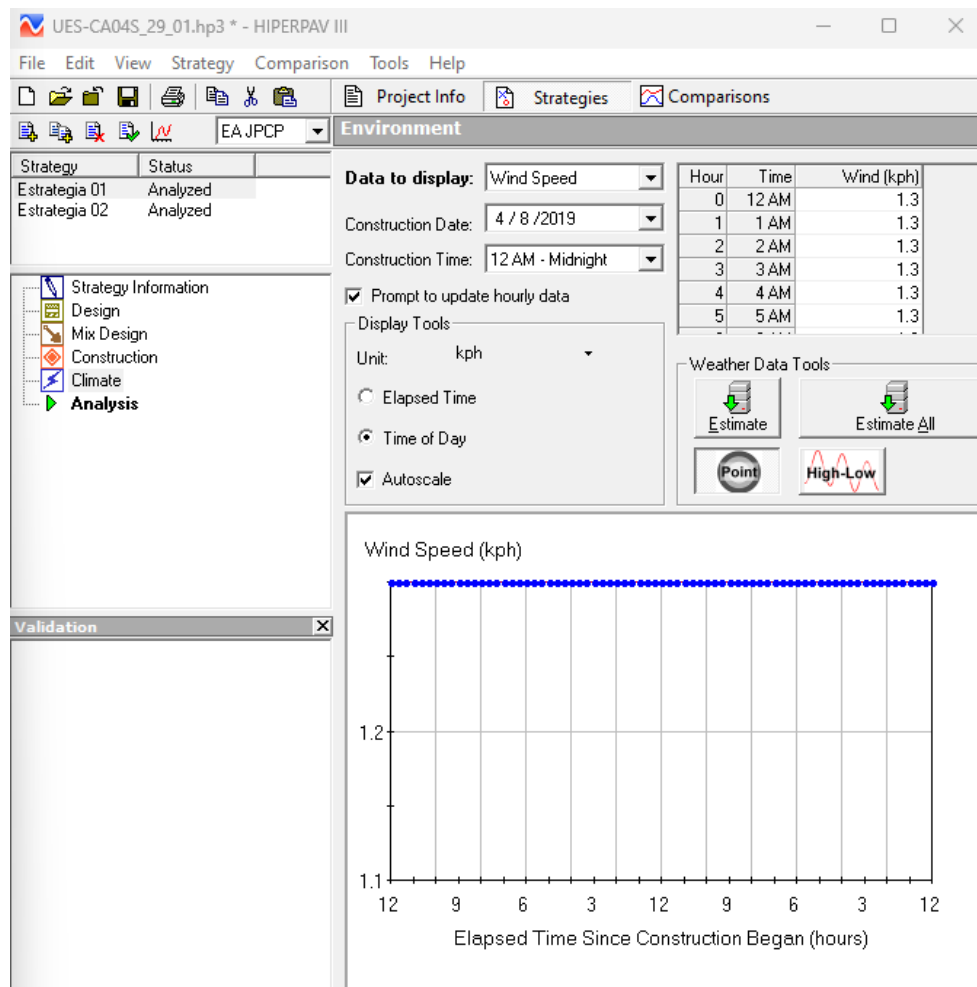 UES-CA04S_29_01.hp3 * - HIPERPAV III
File Edit View Strategy Comparison Tools Help
Project Info Strategies Comparisons
EA JPCP
Environment
Strategy Status
Estrategia 01 Analyzed
Estrategia 02 Analyzed
Strategy Information
Design
Mix Design
Construction
Climate
Analysis
Validation
Data to display: Wind Speed
Construction Date: 4 / 8 /2019
Construction Time: 12 AM - Midnight
Prompt to update hourly data
Display Tools
Unit: kph
Elapsed Time
Time of Day
Autoscale
Hour Time Wind (kph)
0 12 AM 1.3
1 1 AM 1.3
2 2 AM 1.3
3 3 AM 1.3
4 4 AM 1.3
5 5 AM 1.3
Weather Data Tools
Estimate Estimate All
Point High-Low
Wind Speed (kph)
1.2
1.1
12 9 6 3 12 9 6 3 12
Elapsed Time Since Construction Began (hours)